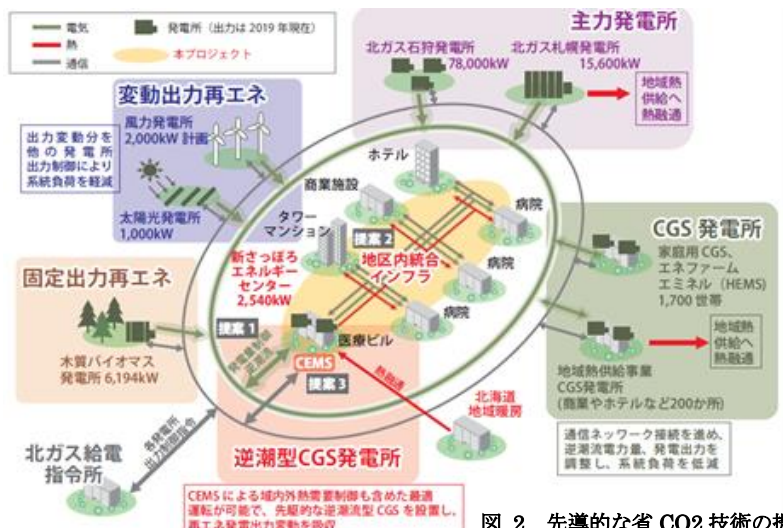 電気
熱
通信
発電所（出力は 2019 年現在）
本プロジェクト
主力発電所
北ガス石狩発電所
78,000kW
北ガス札幌発電所
15,600kW
地域熱
供給へ
熱融通
変動出力再エネ
風力発電所
2,000kW 計画
出力変動分を
他の発電所
出力制御により
系統負荷を軽減
太陽光発電所
1,000kW
ホテル
商業施設
タワー
マンション
提案 2
病院
地区内統合
インフラ
病院
病院
新さっぽろ
エネルギー
センター
2,540kW
医療ビル
CGS 発電所
家庭用 CGS、
エネファーム
エミネル（HEMS）
1,700 世帯
地域熱
供給へ
熱融通
地域熱供給事業
CGS発電所
（商業やホテルなど200か所）
通信ネットワーク接続を進め、
逆潮流電力量、発電出力を
調整し、系統負荷を低減
固定出力再エネ
木質バイオマス
発電所 6,194kW
提案 1
CEMS
提案 3
逆潮流
熱融通
北海道
地域暖房
逆潮型CGS発電所
各発電所
出力制御指令
北ガス給電
指令所
CEMS による域内外熱需要制御も含めた最適
運転が可能で、先駆的な逆潮流型 CGS を設置し、
再エネ発電出力変動を吸収
図 2 先導的な省 CO2 技術の